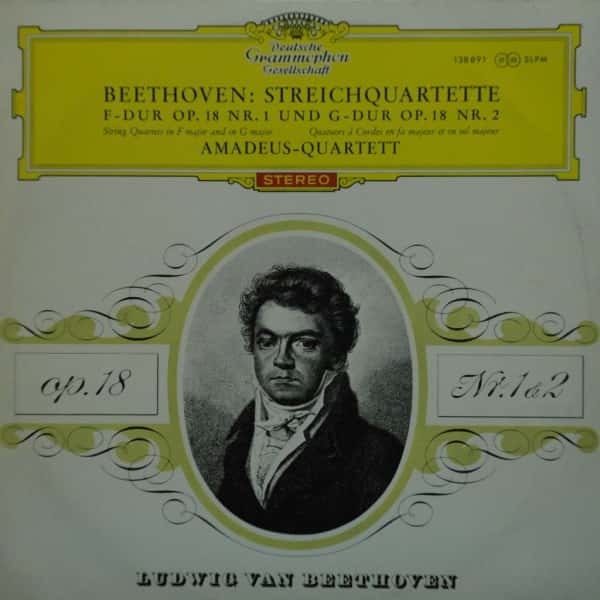 Deutsche
Grammophon
Gesellschaft
138 891 SLPM
BEETHOVEN: STREICHQUARTETTE
F-DUR OP. 18 NR. 1 UND G-DUR OP. 18 NR. 2
String Quartets in F major and in G major Quatuors à Cordes en fa majeur et en sol majeur
AMADEUS-QUARTETT
STEREO
op. 18
Nr. 1 & 2
LUDWIG VAN BEETHOVEN